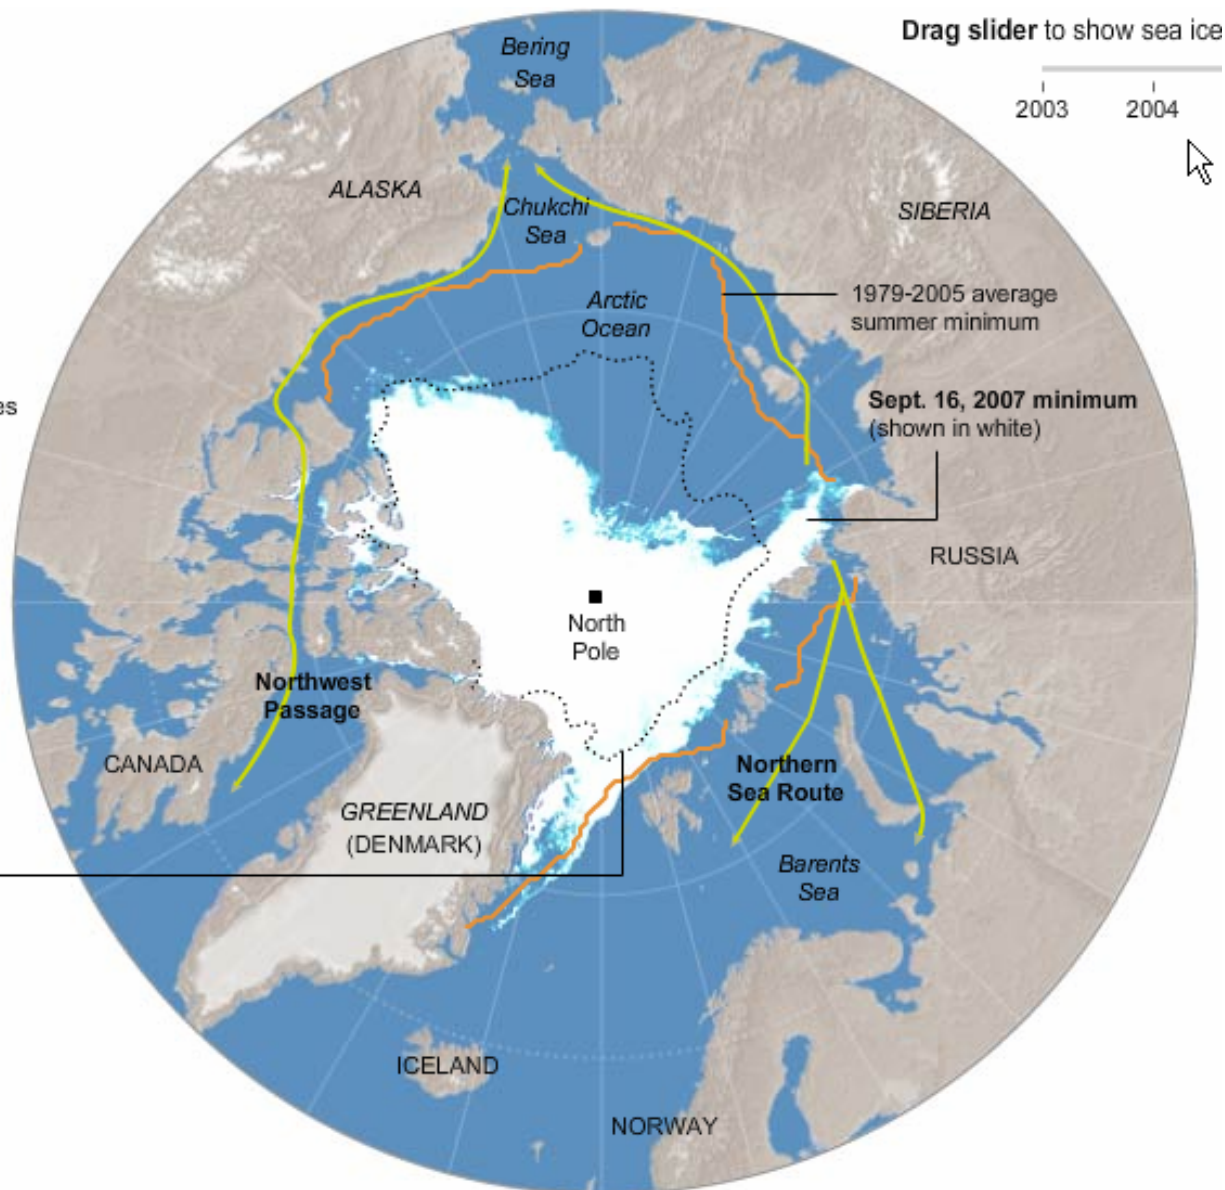 Drag slider to show sea ice
2003
2004
Bering
Sea
ALASKA
Chukchi
Sea
SIBERIA
Arctic
Ocean
1979-2005 average
summer minimum
es
Sept. 16, 2007 minimum
(shown in white)
RUSSIA
North
Pole
Northwest
Passage
CANADA
Northern
Sea Route
GREENLAND
(DENMARK)
Barents
Sea
ICELAND
NORWAY